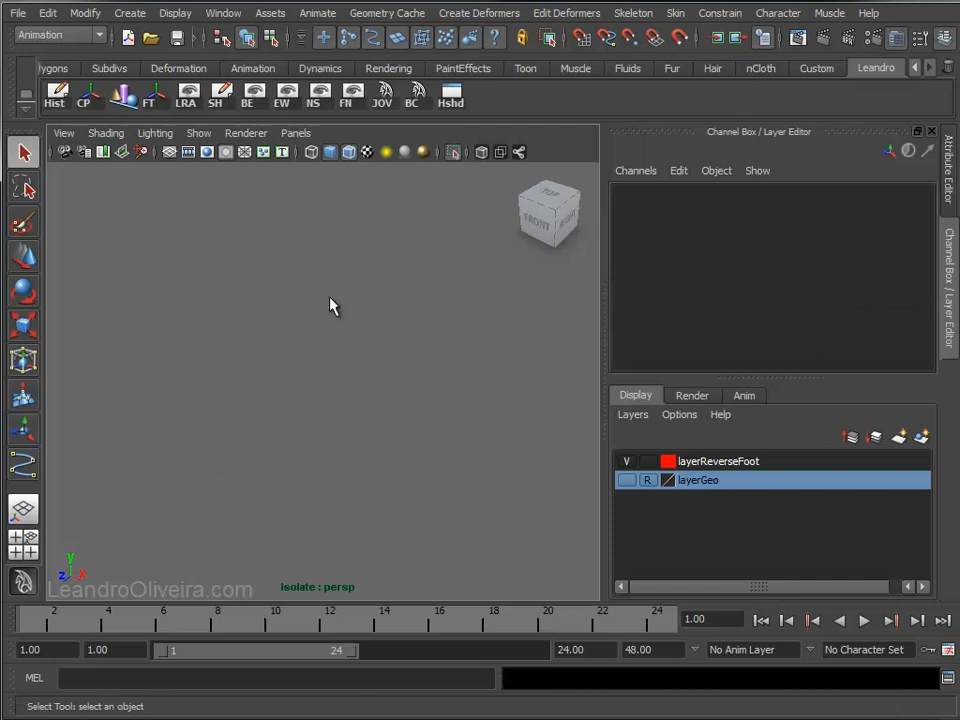 File Edit Modify Create Display Window Assets Animate Geometry Cache Create Deformers Edit Deformers Skeleton Skin Constrain Character Muscle Help
Animation
lygons Subdivs Deformation Animation Dynamics Rendering PaintEffects Toon Muscle Fluids Fur Hair nCloth Custom Leandro
Hist CP FT LRA SH BE EW NS FN JOV BC Hshd
View Shading Lighting Show Renderer Panels
Channel Box / Layer Editor
Channels Edit Object Show
TOP
FRONT RIGHT
Attribute Editor
Channel Box / Layer Editor
Display Render Anim
Layers Options Help
V layerReverseFoot
R layerGeo
y
z x
LeandroOliveira.com
Isolate : persp
2 4 6 8 10 12 14 16 18 20 22 24 1.00
1.00 1.00 1 24 24.00 48.00 No Anim Layer No Character Set
MEL
Select Tool: select an object